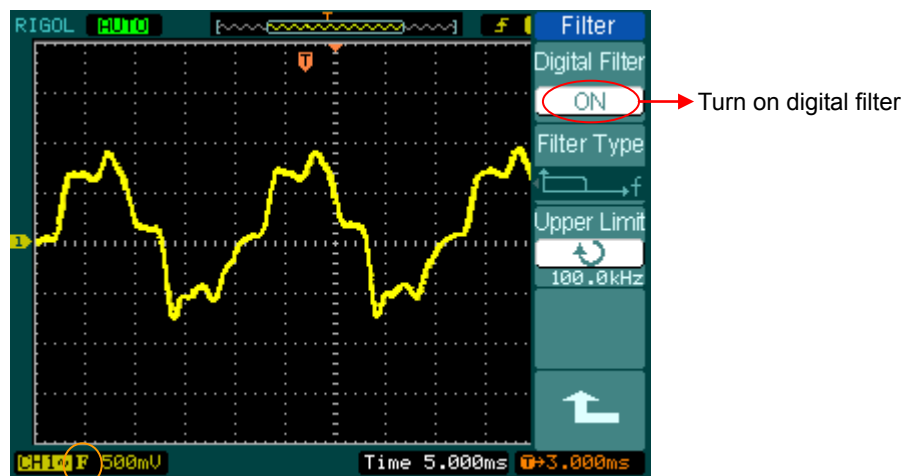 RIGOL AUTO
T
Filter
Digital Filter
ON
Turn on digital filter
T
Filter Type
f
Upper Limit
100.0kHz
1
CH1 F 500mV
Time 5.000ms
T→3.000ms